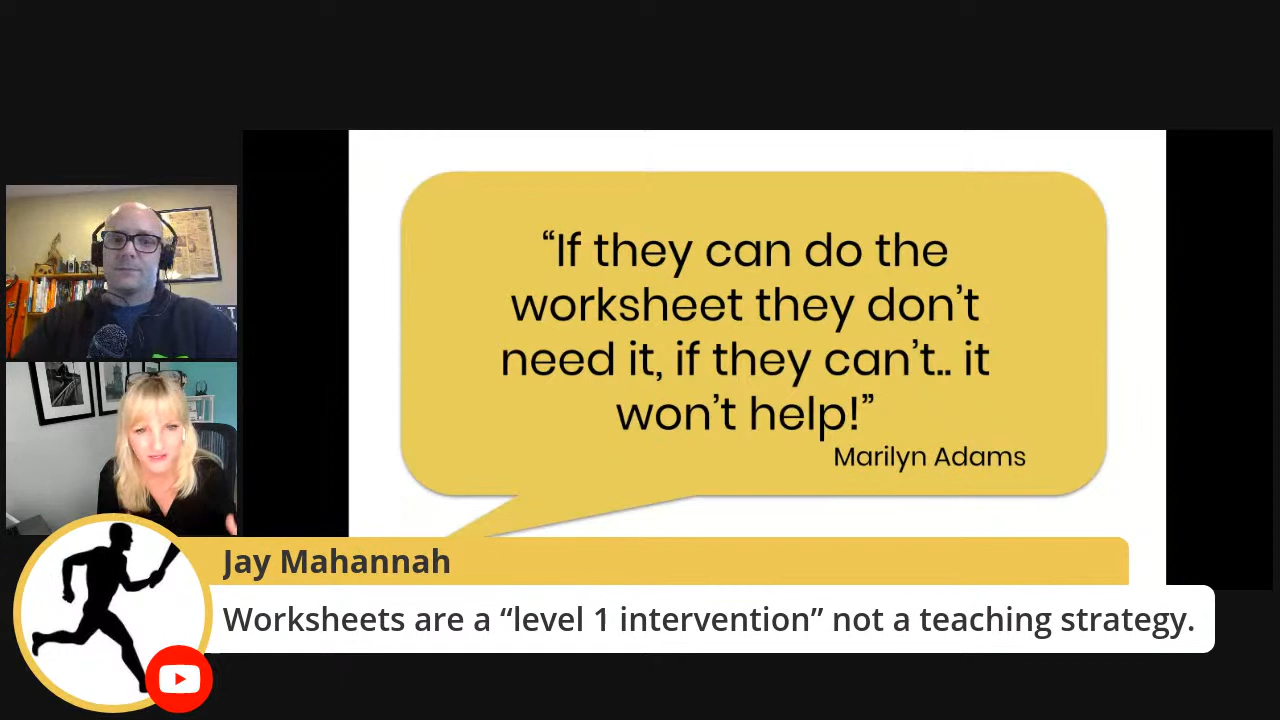 “If they can do the
worksheet they don’t
need it, if they can’t.. it
won’t help!”
Marilyn Adams
Jay Mahannah
Worksheets are a “level 1 intervention” not a teaching strategy.